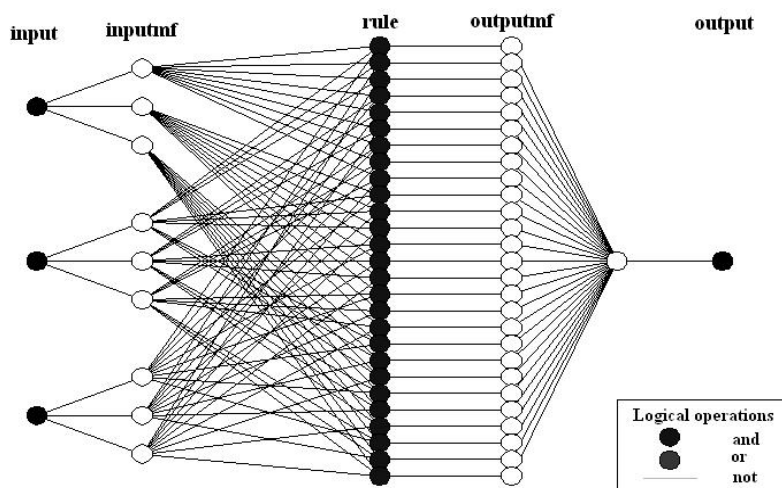 input
inputmf
rule
outputmf
output
Logical operations
and
or
not